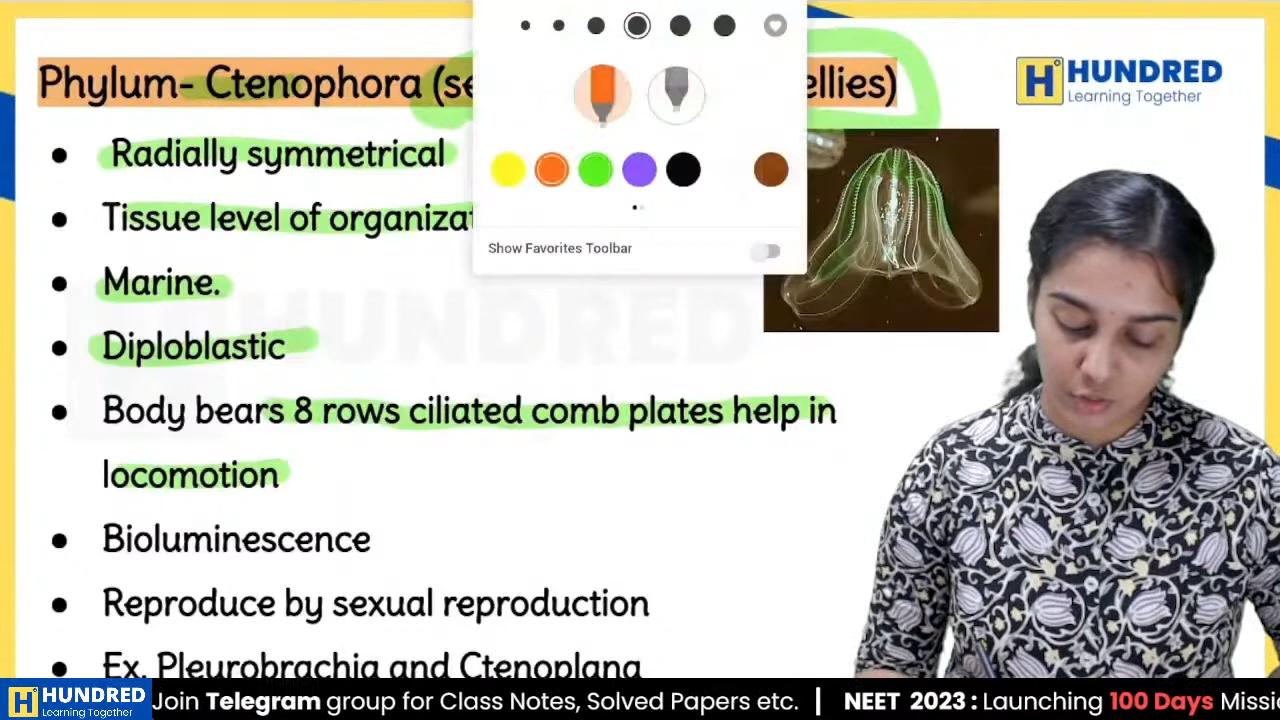 Phylum- Ctenophora (se
ellies)
HUNDRED
Learning Together
Radially symmetrical
Tissue level of organizat
Show Favorites Toolbar
Marine.
HUNDRED
Diploblastic
Body bears 8 rows ciliated comb plates help in
locomotion
Bioluminescence
Reproduce by sexual reproduction
Ex. Pleurobrachia and Ctenoplana
HUNDRED
Learning Together
Join Telegram group for Class Notes, Solved Papers etc. | NEET 2023 : Launching 100 Days Missi